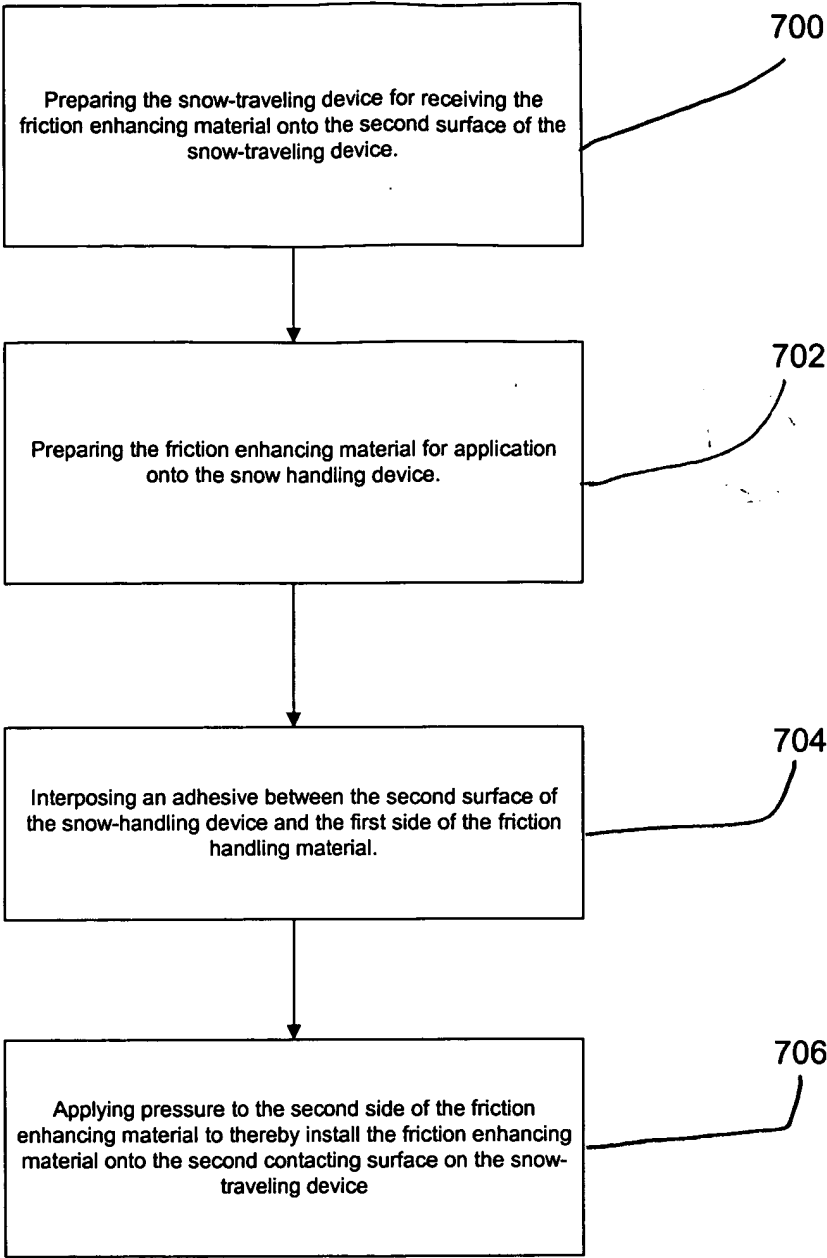 700
Preparing the snow-traveling device for receiving the
friction enhancing material onto the second surface of the
snow-traveling device.
702
Preparing the friction enhancing material for application
onto the snow handling device.
704
Interposing an adhesive between the second surface of
the snow-handling device and the first side of the friction
handling material.
706
Applying pressure to the second side of the friction
enhancing material to thereby install the friction enhancing
material onto the second contacting surface on the snow-
traveling device